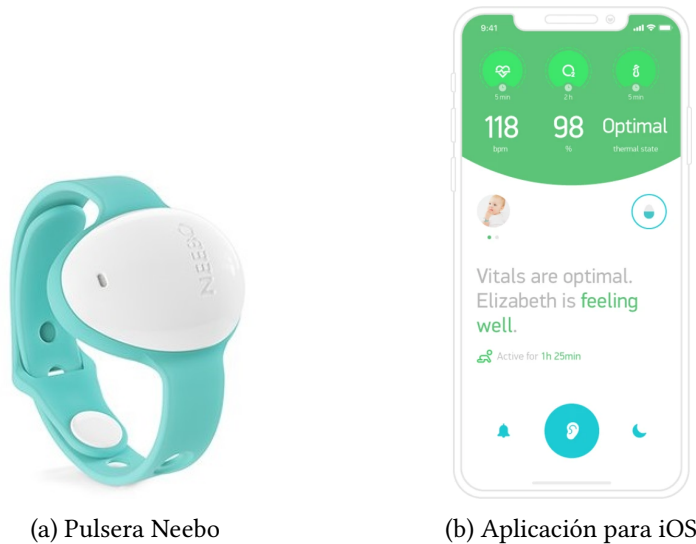 NEEBO
9:41
5 min
2 h
5 min
118
98
Optimal
bpm
%
thermal state
Vitals are optimal.
Elizabeth is feeling
well.
Active for 1h 25min
(a) Pulsera Neebo
(b) Aplicación para iOS